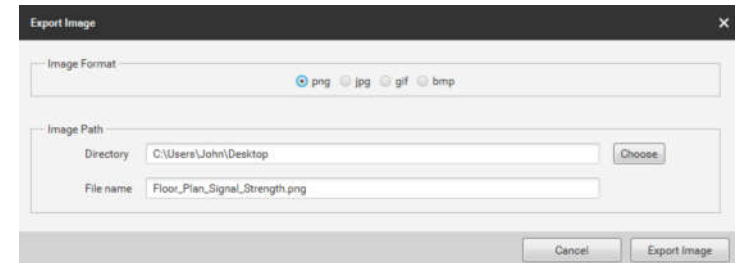 Export Image
Image Format
png jpg gif bmp
Image Path
Directory C:\Users\John\Desktop Choose
File name Floor_Plan_Signal_Strength.png
Cancel Export Image